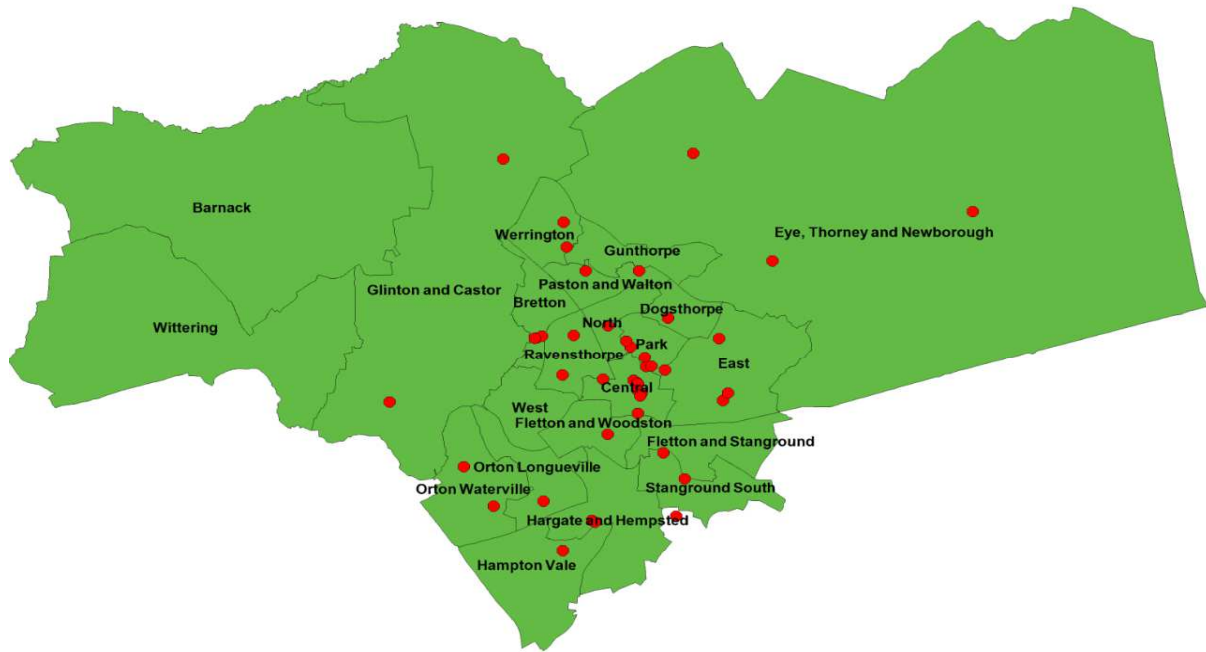 Barnack
Werrington
Eye, Thorney and Newborough
Gunthorpe
Glinton and Castor
Paston and Walton
Bretton
Dogsthorpe
Wittering
North
Park
Ravensthorpe
East
Central
West
Fletton and Woodston
Fletton and Stanground
Orton Longueville
Orton Waterville
Stanground South
Hargate and Hempsted
Hampton Vale